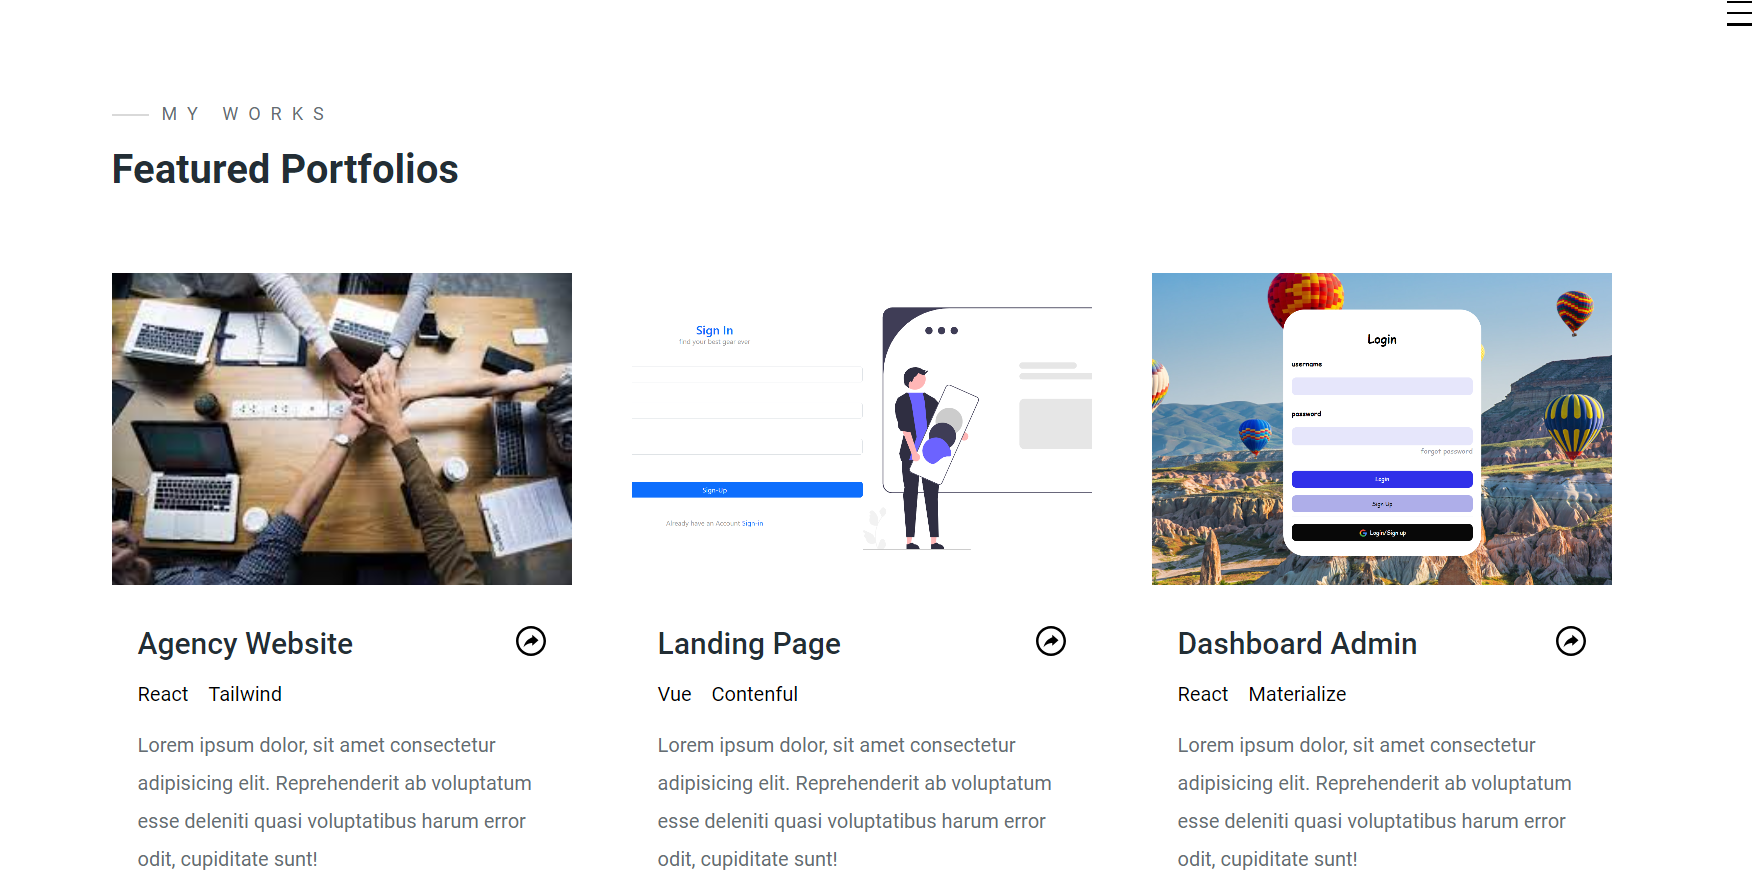 MY WORKS
Featured Portfolios
Sign In
find your best gear ever
Sign-Up
Already have an Account Sign-in
Login
username
password
forgot password
Login
Sign Up
Login/Sign up
Agency Website
React Tailwind
Lorem ipsum dolor, sit amet consectetur
adipisicing elit. Reprehenderit ab voluptatum
esse deleniti quasi voluptatibus harum error
odit, cupiditate sunt!
Landing Page
Vue Contenful
Lorem ipsum dolor, sit amet consectetur
adipisicing elit. Reprehenderit ab voluptatum
esse deleniti quasi voluptatibus harum error
odit, cupiditate sunt!
Dashboard Admin
React Materialize
Lorem ipsum dolor, sit amet consectetur
adipisicing elit. Reprehenderit ab voluptatum
esse deleniti quasi voluptatibus harum error
odit, cupiditate sunt!